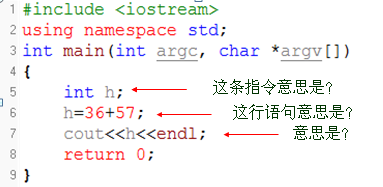 1 #include <iostream>
2 using namespace std;
3 int main(int argc, char *argv[])
4 {
5 int h; 这条指令意思是?
6 h=36+57; 这行语句意思是?
7 cout<<h<<endl; 意思是?
8 return 0;
9 }